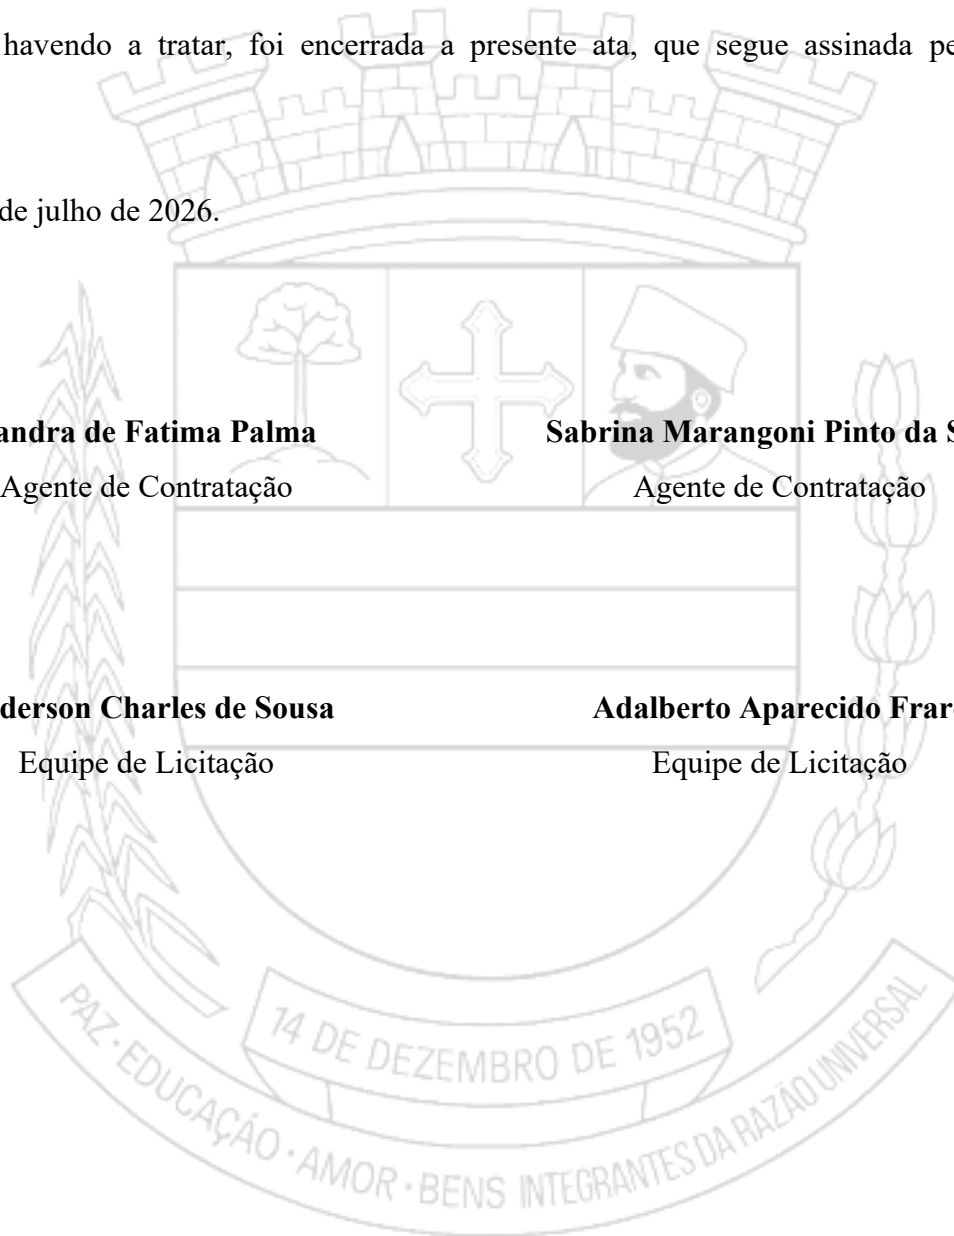 havendo a tratar, foi encerrada a presente ata, que segue assinada pe
de julho de 2026.
andra de Fatima Palma Sabrina Marangoni Pinto da S
Agente de Contratação Agente de Contratação
derson Charles de Sousa Adalberto Aparecido Frar
Equipe de Licitação Equipe de Licitação
14 DE DEZEMBRO DE 1952
PAZ · EDUCAÇÃO · AMOR · BENS INTEGRANTES DA RAZÃO UNIVERSAL